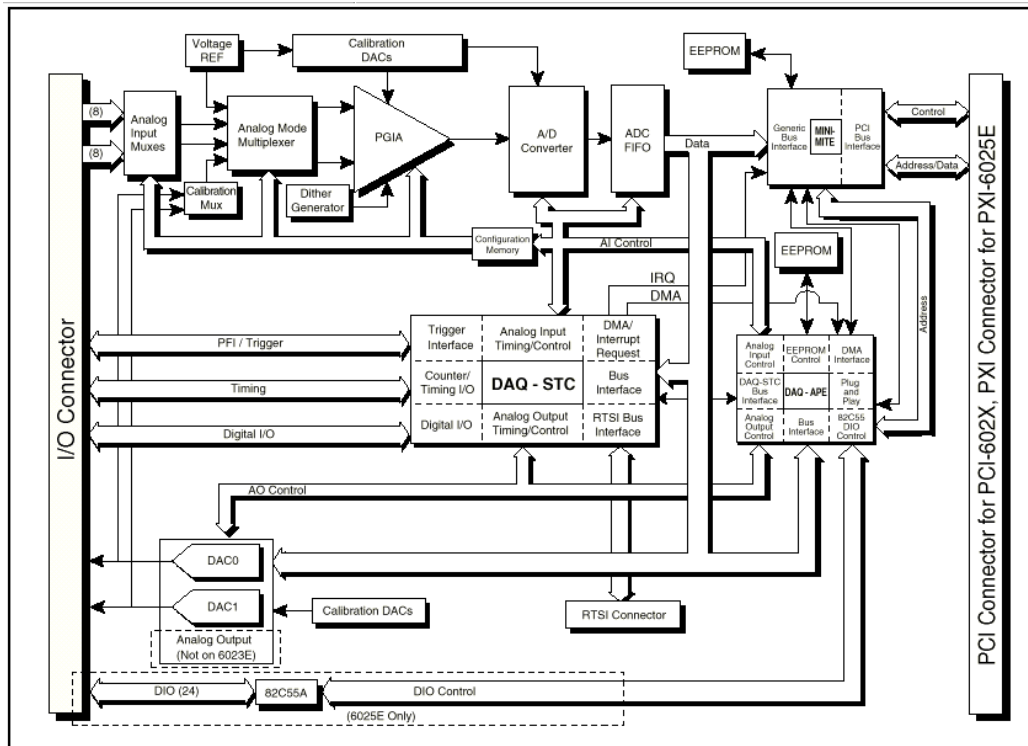 Voltage
REF
Calibration
DACs
EEPROM
(8)
(8)
Analog
Input
Muxes
Analog Mode
Multiplexer
PGIA
A/D
Converter
ADC
FIFO
Data
Generic
Bus
Interface
MINI-
MITE
PCI
Bus
Interface
Control
Address/Data
Calibration
Mux
Dither
Generator
Configuration
Memory
AI Control
EEPROM
IRQ
DMA
Address
I/O Connector
PFI / Trigger
Timing
Digital I/O
Trigger
Interface
Analog Input
Timing/Control
DMA/
Interrupt
Request
Counter/
Timing I/O
DAQ - STC
Bus
Interface
Digital I/O
Analog Output
Timing/Control
RTSI Bus
Interface
Analog
Input
Control
EEPROM
Control
DMA
Interface
DAQ-STC
Bus
Interface
DAQ - APE
Plug
and
Play
Analog
Output
Control
Bus
Interface
82C55
DIO
Control
AO Control
DAC0
DAC1
Calibration DACs
RTSI Connector
Analog Output
(Not on 6023E)
DIO (24)
82C55A
DIO Control
(6025E Only)
PCI Connector for PCI-602X, PXI Connector for PXI-6025E